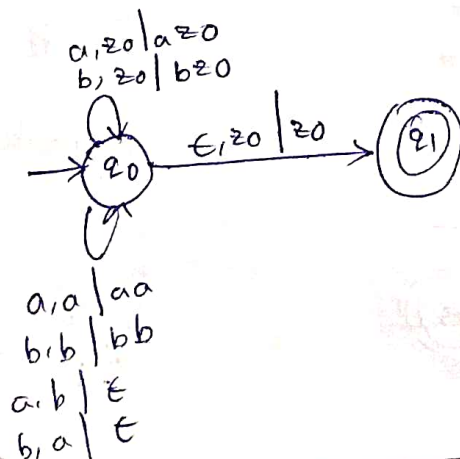 a,z0|az0
b,z0|bz0
q0
ε,z0|z0
q1
a,a|aa
b,b|bb
a,b|ε
b,a|ε